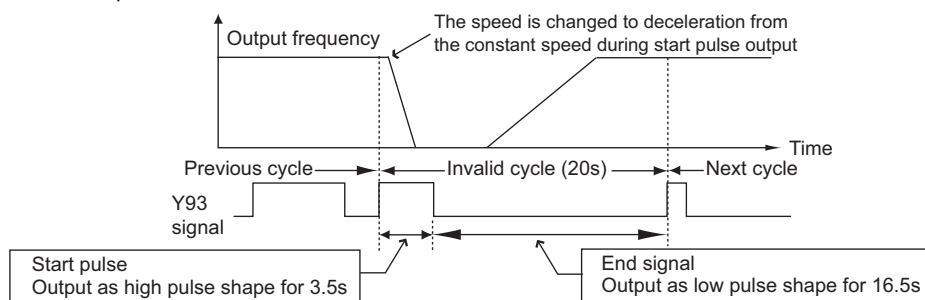 Output frequency
The speed is changed to deceleration from
the constant speed during start pulse output
Time
Previous cycle
Invalid cycle (20s)
Next cycle
Y93
signal
Start pulse
Output as high pulse shape for 3.5s
End signal
Output as low pulse shape for 16.5s